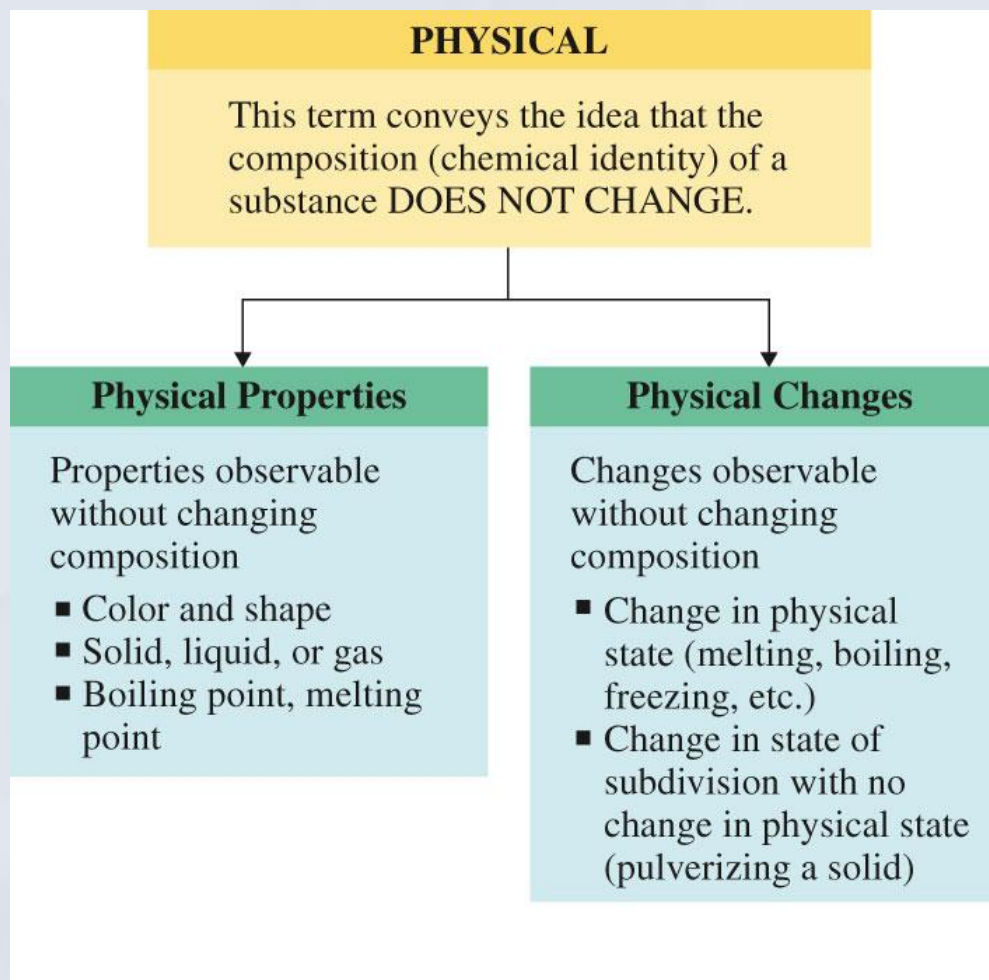 PHYSICAL
This term conveys the idea that the
composition (chemical identity) of a
substance DOES NOT CHANGE.
Physical Properties
Properties observable
without changing
composition
▪ Color and shape
▪ Solid, liquid, or gas
▪ Boiling point, melting
point
Physical Changes
Changes observable
without changing
composition
▪ Change in physical
state (melting, boiling,
freezing, etc.)
▪ Change in state of
subdivision with no
change in physical state
(pulverizing a solid)